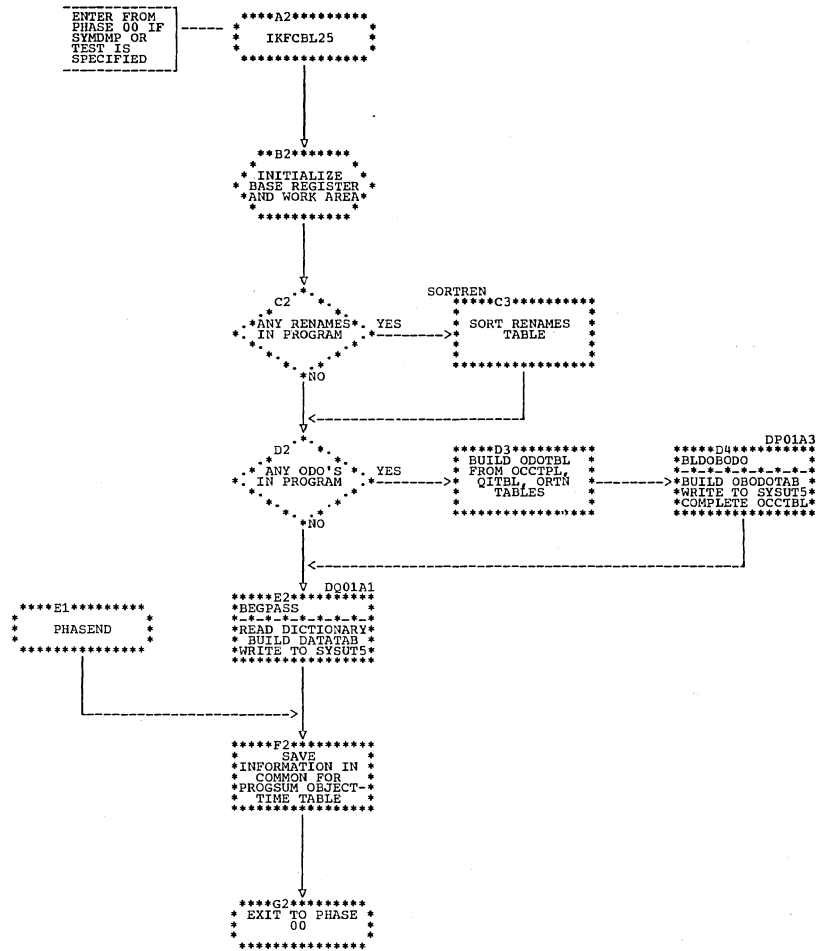 ENTER FROM
PHASE 00 IF
SYMDMP OR
TEST IS
SPECIFIED
A2
IKFCBL25
B2
INITIALIZE
BASE REGISTER
AND WORK AREA
C2
ANY RENAMES
IN PROGRAM
YES
NO
SORTREN
C3
SORT RENAMES
TABLE
D2
ANY ODO'S
IN PROGRAM
YES
NO
D3
BUILD ODOTBL
FROM OCCTPL,
QITBL, ORTN
TABLES
DP01A3
D4
BLDOBODO
BUILD OBODOTAB
WRITE TO SYSUT5
COMPLETE OCCTBL
E1
PHASEND
DQ01A1
E2
BEGPASS
READ DICTIONARY
BUILD DATATAB
WRITE TO SYSUT5
F2
SAVE
INFORMATION IN
COMMON FOR
PROGSUM OBJECT-
TIME TABLE
G2
EXIT TO PHASE
00